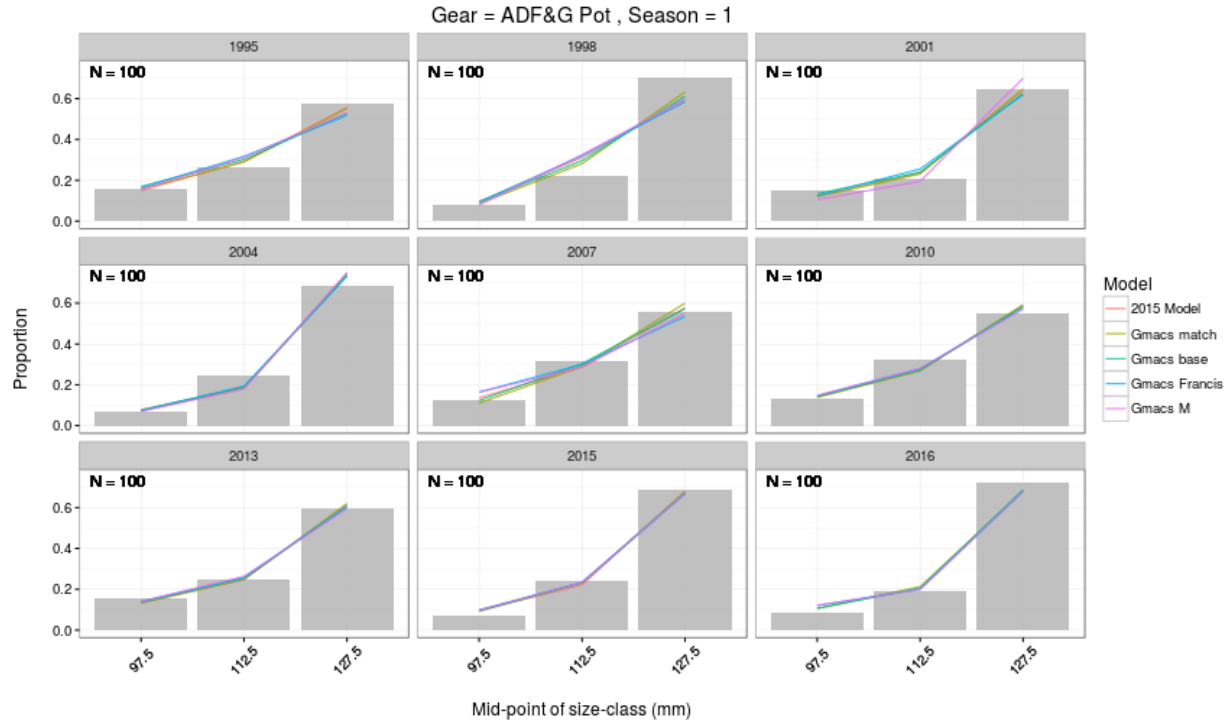 Gear = ADF&G Pot , Season = 1
1995 1998 2001
N = 100 N = 100 N = 100
0.6
0.4
0.2
0.0
2004 2007 2010
N = 100 N = 100 N = 100
0.6
0.4
0.2
0.0
2013 2015 2016
N = 100 N = 100 N = 100
0.6
0.4
0.2
0.0
97.5 112.5 127.5 97.5 112.5 127.5 97.5 112.5 127.5
Mid-point of size-class (mm)
Proportion
Model
2015 Model
Gmacs match
Gmacs base
Gmacs Francis
Gmacs M